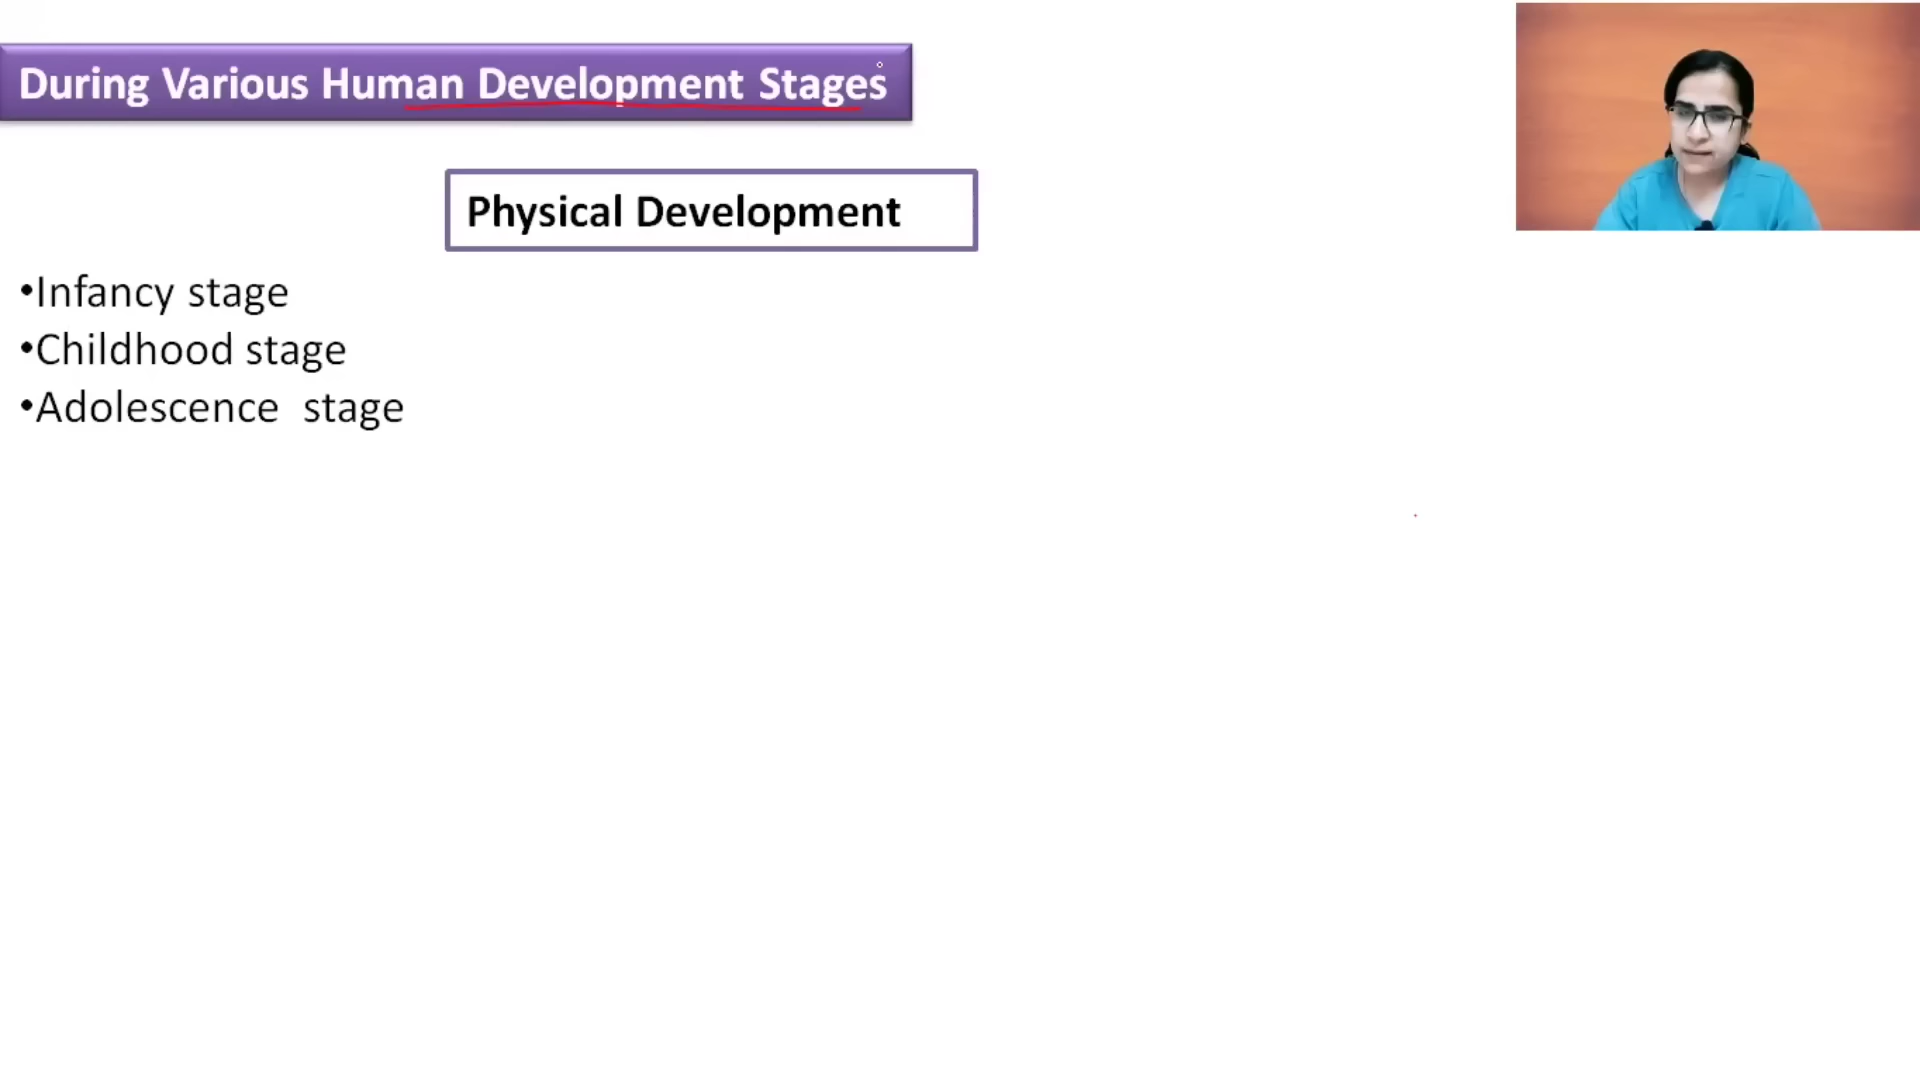 During Various Human Development Stages
Physical Development
•Infancy stage
•Childhood stage
•Adolescence  stage